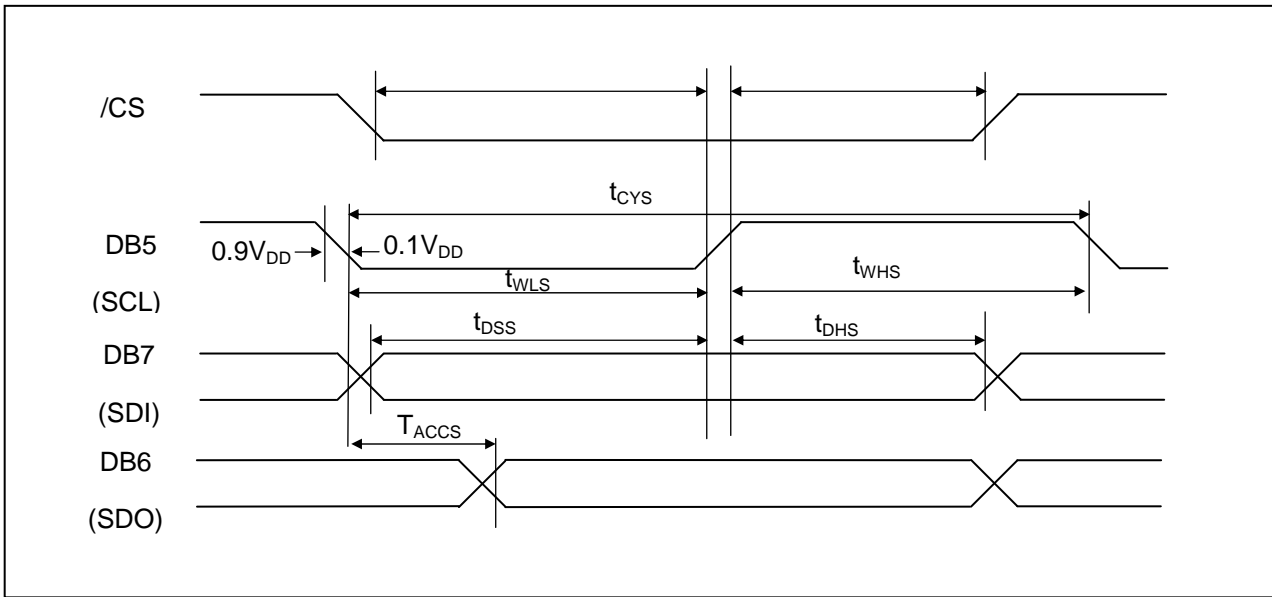 /CS
tCYS
DB5
0.9VDD
0.1VDD
tWHS
tWLS
(SCL)
tDSS
tDHS
DB7
(SDI)
TACCS
DB6
(SDO)